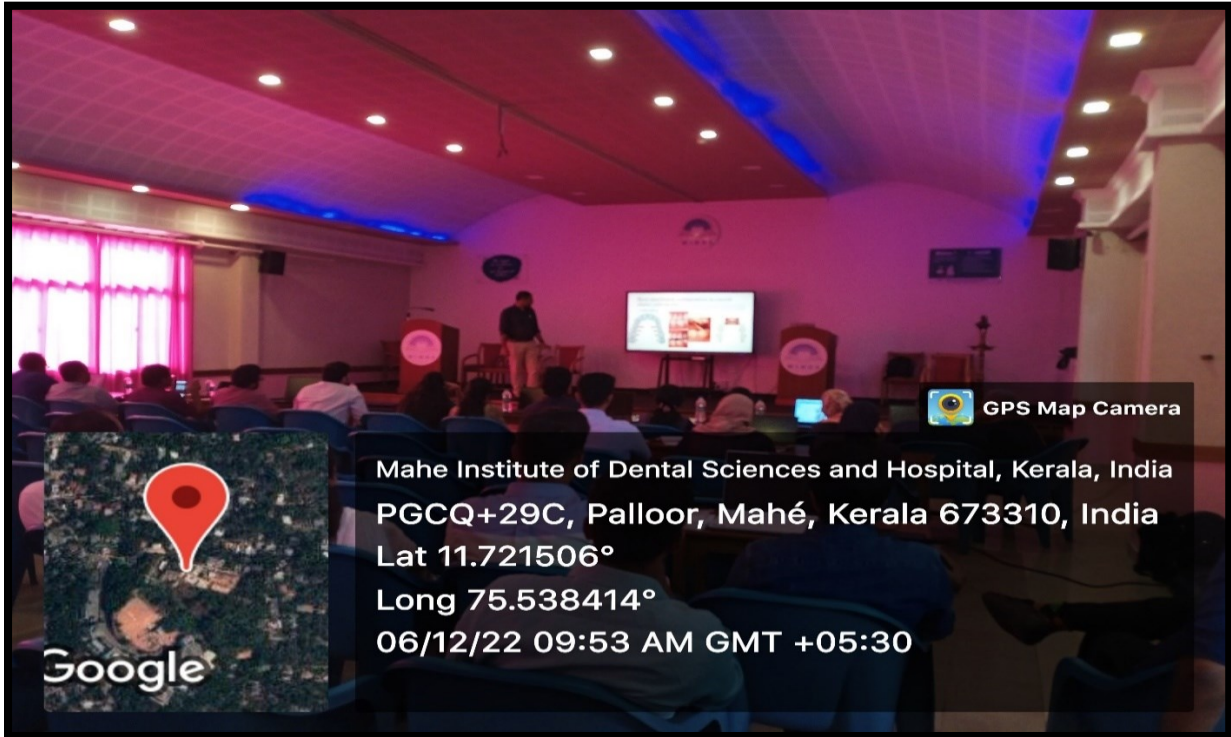 GPS Map Camera
Mahe Institute of Dental Sciences and Hospital, Kerala, India
PGCQ+29C, Palloor, Mahé, Kerala 673310, India
Lat 11.721506°
Long 75.538414°
06/12/22 09:53 AM GMT +05:30
Google